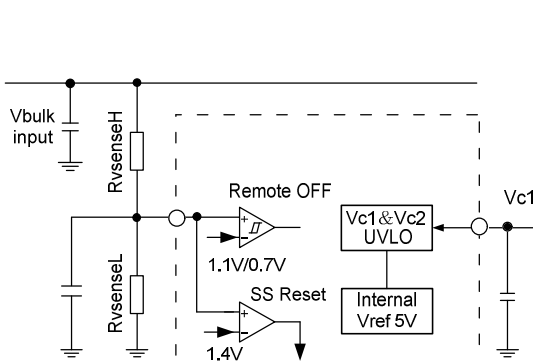 Vbulk
input
RvsenseH
RvsenseL
Remote OFF
1.1V/0.7V
SS Reset
1.4V
Vc1&Vc2
UVLO
Internal
Vref 5V
Vc1